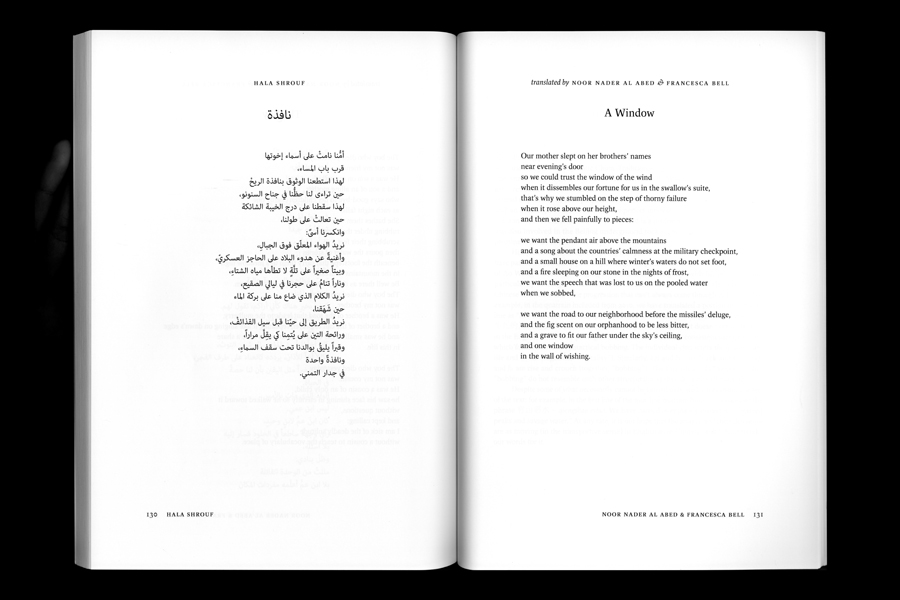 HALA SHROUF
نافذة
أمُّنا نامتْ على أسماء إخوتها
قرب باب المساء،
لهذا استطعنا الوثوق بنافذة الريحْ
حين تراءى لنا حظُّنا في جناح السنونو،
لهذا سقطنا على درج الخيبة الشائكة
حين تعالتْ على طولنا،
وانكسرنا أسىً:
نريدُ الهواء المعلّق فوق الجبالِ،
وأغنيةً عن هدوء البلاد على الحاجز العسكريّ،
وبيتاً صغيراً على تلّةٍ لا تطأها مياه الشتاءِ،
وناراً تنامُ على حجرنا في ليالي الصقيع،
نريدُ الكلام الذي ضاع منا على بركة الماء
حين شَهَقنا،
نريدُ الطريق إلى حيّنا قبل سيل القذائفْ،
ورائحة التين على يُتمِنا كي يقلّ مراراً،
وقبراً يليقُ بوالدنا تحت سقف السماءِ،
ونافذةً واحدة
في جدار التمني.
130 HALA SHROUF
translated by NOOR NADER AL ABED & FRANCESCA BELL
A Window
Our mother slept on her brothers' names
near evening's door
so we could trust the window of the wind
when it dissembles our fortune for us in the swallow's suite,
that's why we stumbled on the step of thorny failure
when it rose above our height,
and then we fell painfully to pieces:
we want the pendant air above the mountains
and a song about the countries' calmness at the military checkpoint,
and a small house on a hill where winter's waters do not set foot,
and a fire sleeping on our stone in the nights of frost,
we want the speech that was lost to us on the pooled water
when we sobbed,
we want the road to our neighborhood before the missiles' deluge,
and the fig scent on our orphanhood to be less bitter,
and a grave to fit our father under the sky's ceiling,
and one window
in the wall of wishing.
NOOR NADER AL ABED & FRANCESCA BELL 131